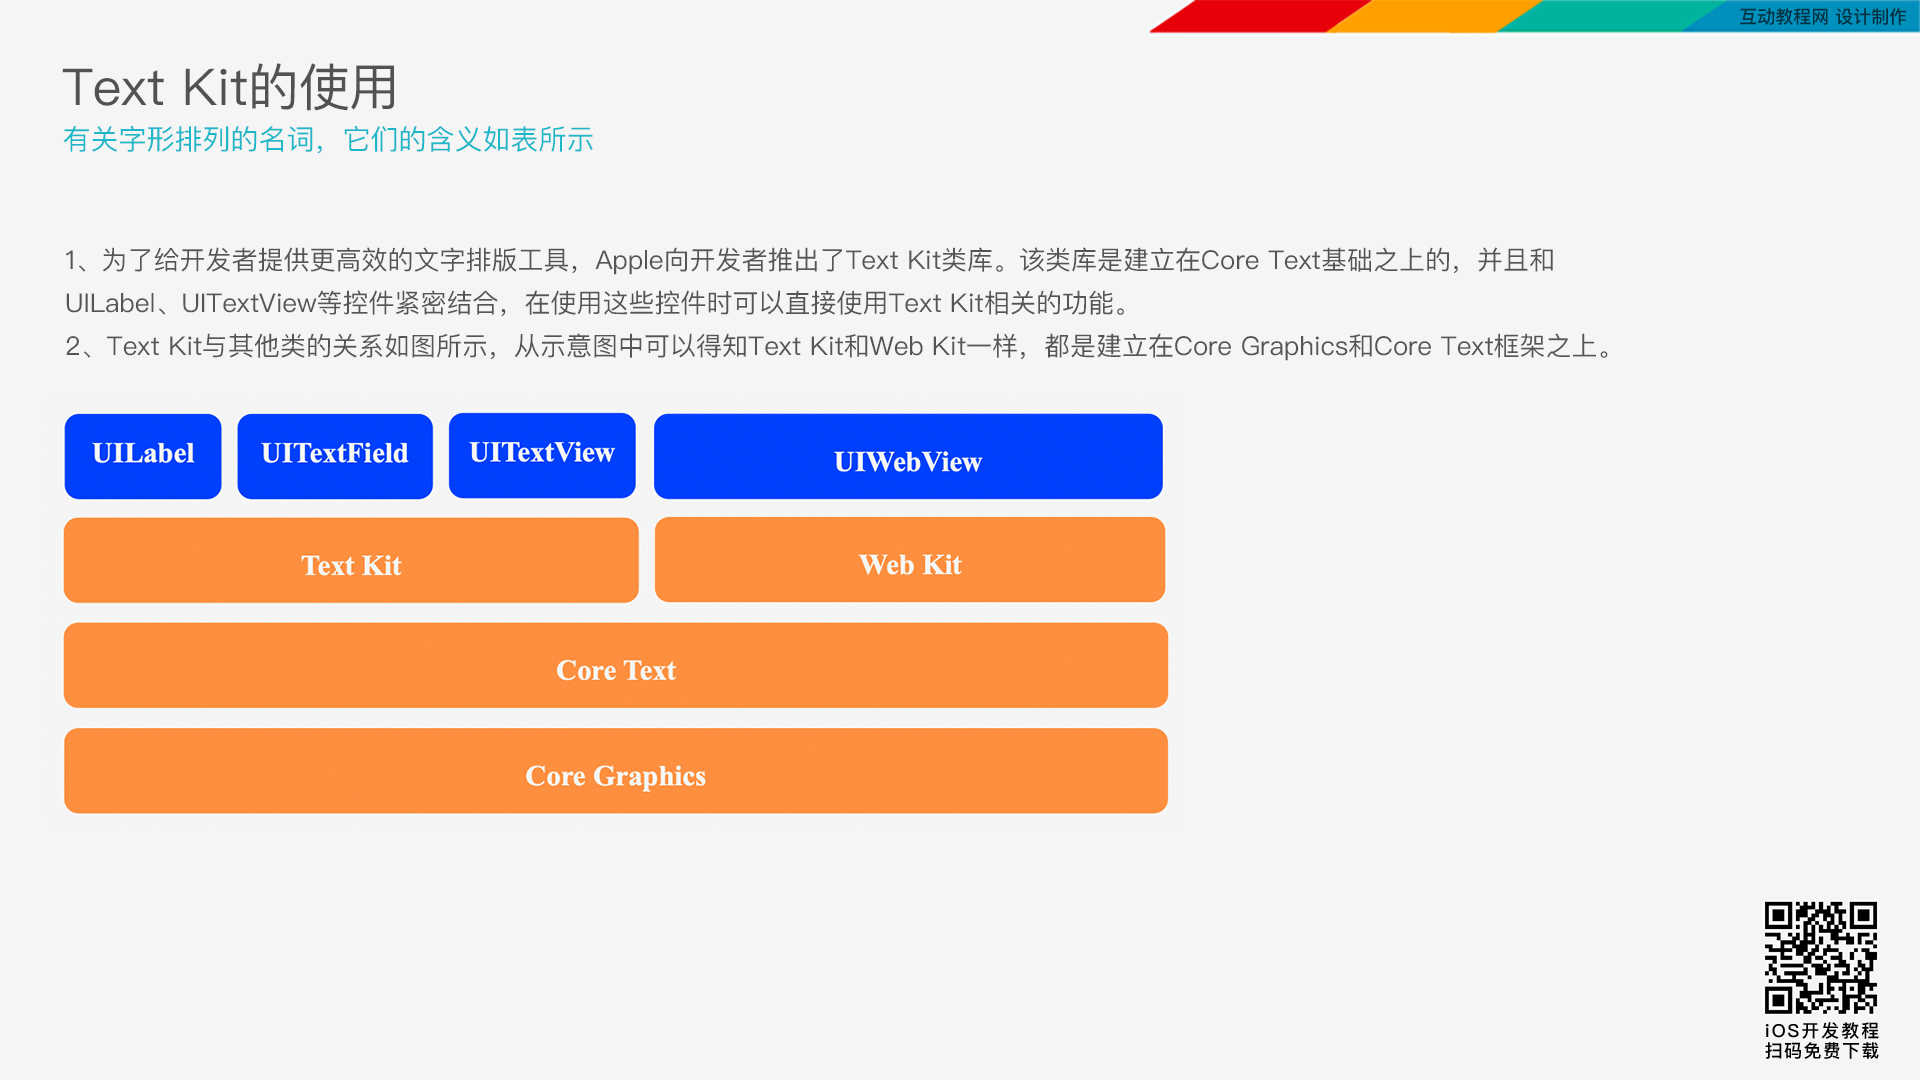 互动教程网 设计制作
Text Kit的使用
有关字形排列的名词，它们的含义如表所示
1、为了给开发者提供更高效的文字排版工具，Apple向开发者推出了Text Kit类库。该类库是建立在Core Text基础之上的，并且和
UILabel、UITextView等控件紧密结合，在使用这些控件时可以直接使用Text Kit相关的功能。
2、Text Kit与其他类的关系如图所示，从示意图中可以得知Text Kit和Web Kit一样，都是建立在Core Graphics和Core Text框架之上。
UILabel UITextField UITextView UIWebView
Text Kit Web Kit
Core Text
Core Graphics
iOS开发教程
扫码免费下载